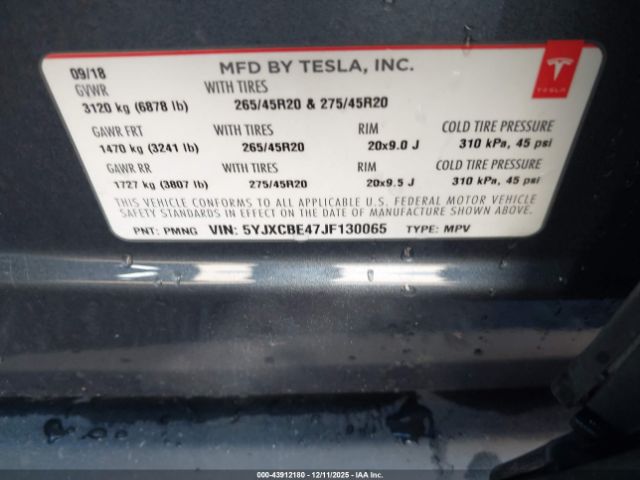 09/18 MFD BY TESLA, INC.
TESLA
GVWR WITH TIRES
3120 kg (6878 lb) 265/45R20 & 275/45R20
GAWR FRT WITH TIRES RIM COLD TIRE PRESSURE
1470 kg (3241 lb) 265/45R20 20x9.0 J 310 kPa, 45 psi
GAWR RR WITH TIRES RIM COLD TIRE PRESSURE
1727 kg (3807 lb) 275/45R20 20x9.5 J 310 kPa, 45 psi
THIS VEHICLE CONFORMS TO ALL APPLICABLE U.S. FEDERAL MOTOR VEHICLE
SAFETY STANDARDS IN EFFECT ON THE DATE OF MANUFACTURE SHOWN ABOVE.
PNT: PMNG VIN: 5YJXCBE47JF130065 TYPE: MPV
000-43912180 - 12/11/2025 - IAA Inc.